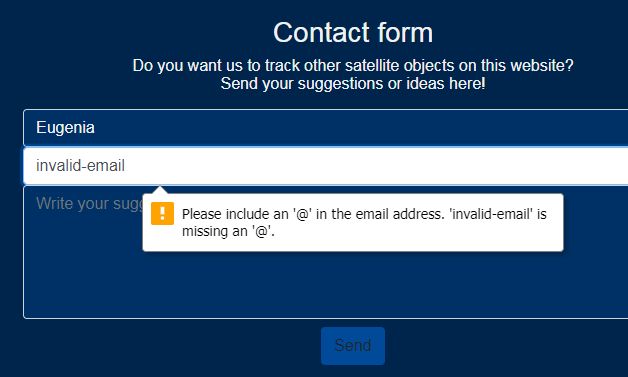 Contact form
Do you want us to track other satellite objects on this website?
Send your suggestions or ideas here!
Eugenia
invalid-email
Write your sugg
Please include an '@' in the email address. 'invalid-email' is
missing an '@'.
Send